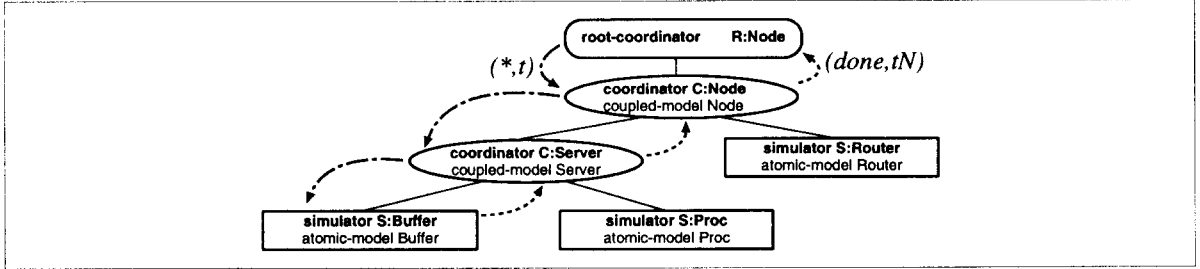 root-coordinator R:Node
(*,t)
(done,tN)
coordinator C:Node
coupled-model Node
coordinator C:Server
coupled-model Server
simulator S:Router
atomic-model Router
simulator S:Buffer
atomic-model Buffer
simulator S:Proc
atomic-model Proc